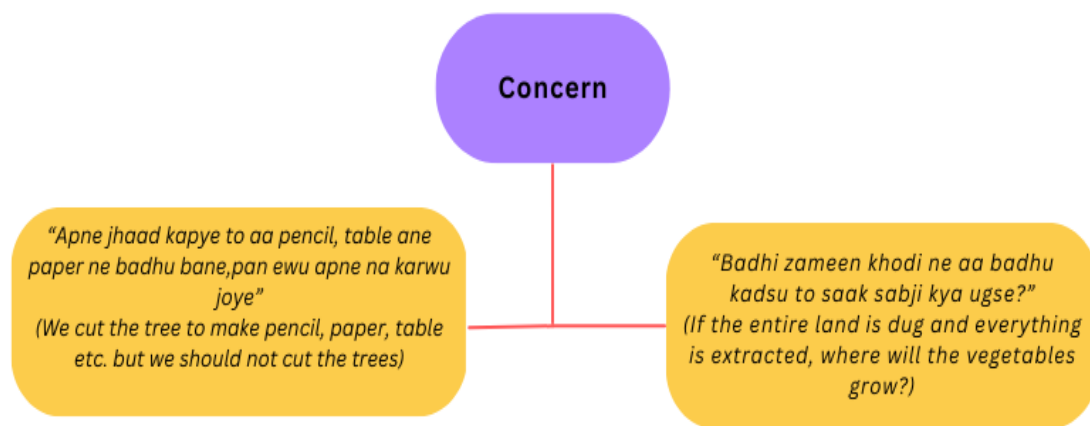 Concern
“Apne jhaad kapye to aa pencil, table ane
paper ne badhu bane,pan ewu apne na karwu
joye”
(We cut the tree to make pencil, paper, table
etc. but we should not cut the trees)
“Badhi zameen khodi ne aa badhu
kadsu to saak sabji kya ugse?”
(If the entire land is dug and everything
is extracted, where will the vegetables
grow?)